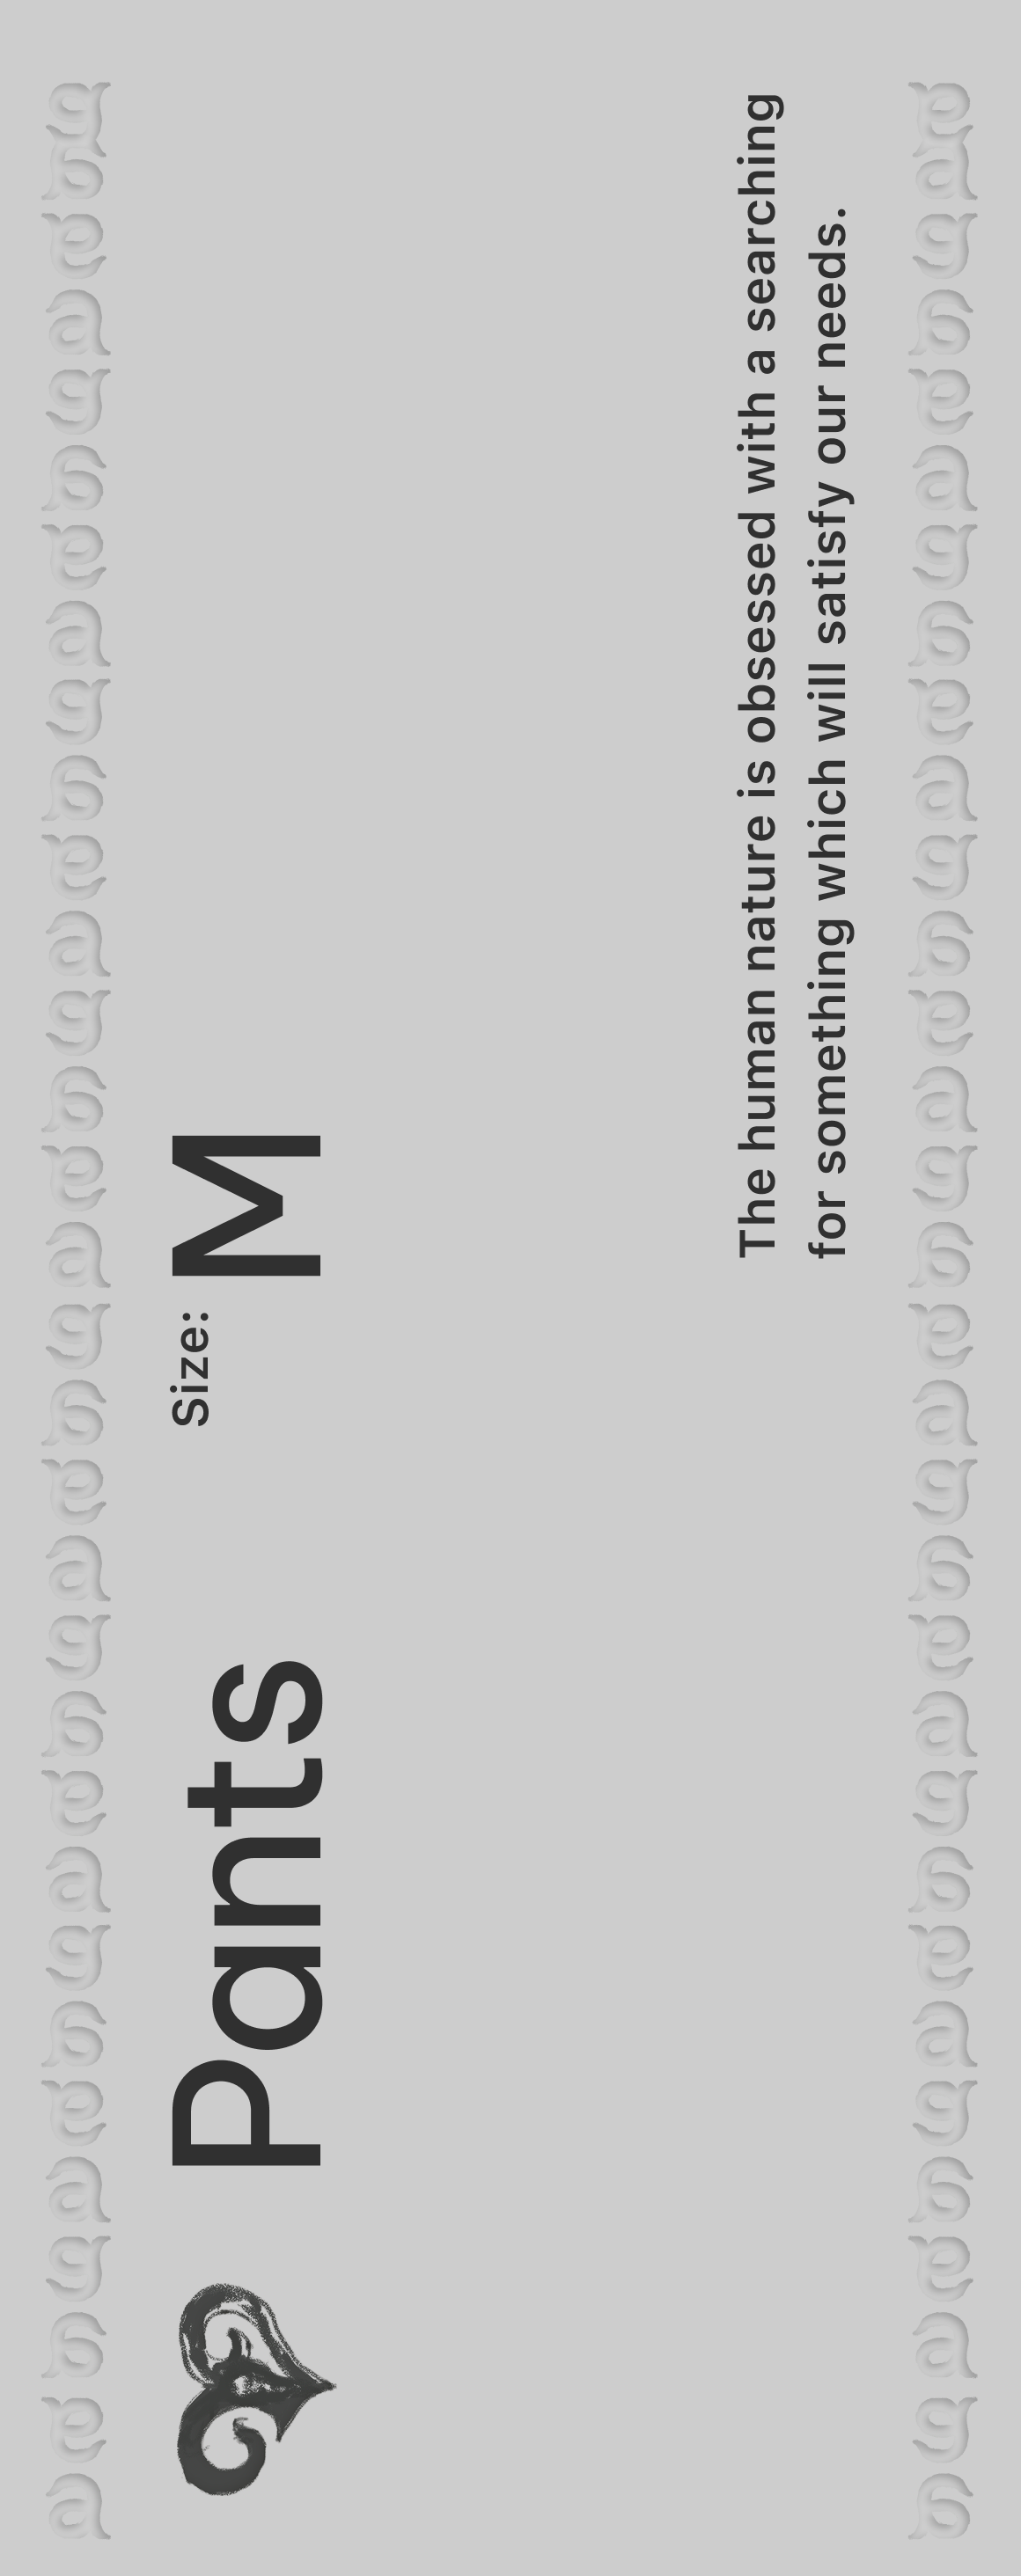 Pants
Size: M
The human nature is obsessed with a searching
for something which will satisfy our needs.